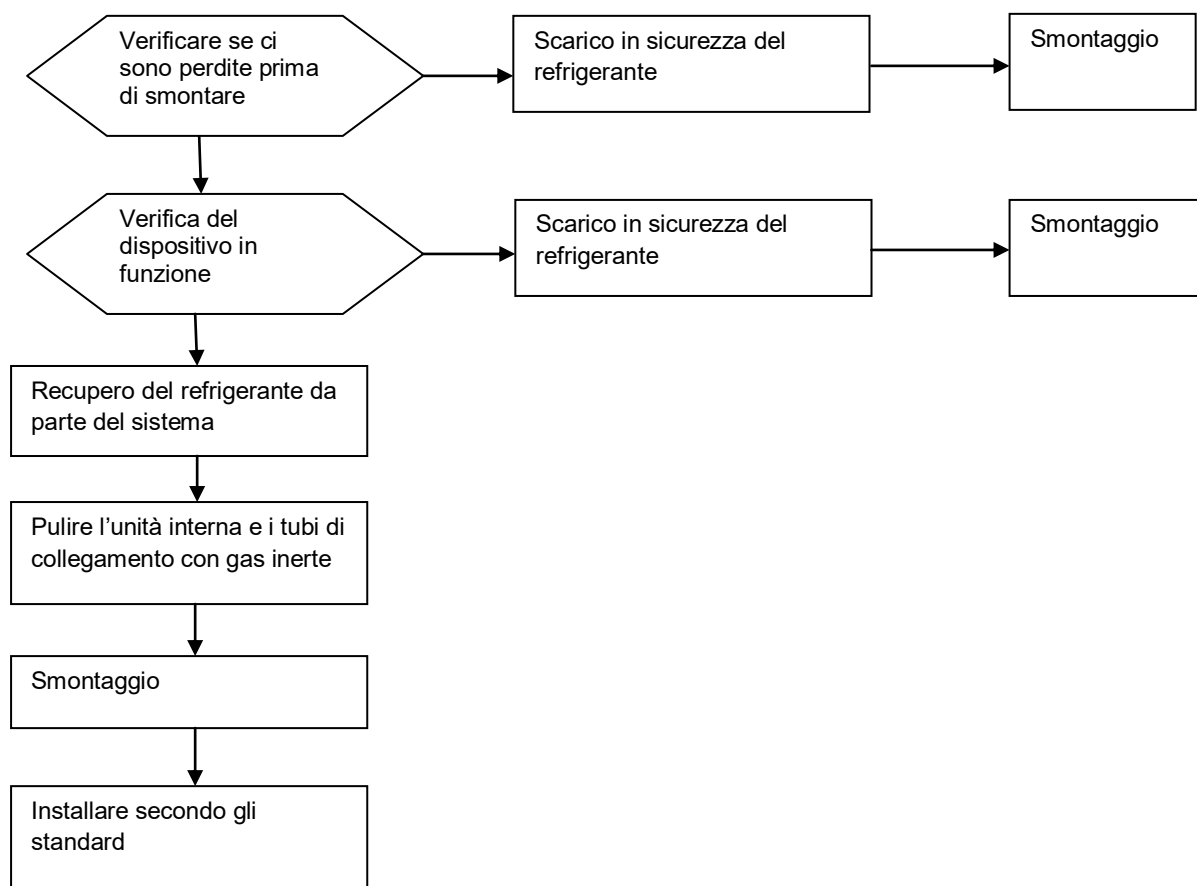 Verificare se ci
sono perdite prima
di smontare
Scarico in sicurezza del
refrigerante
Smontaggio
Verifica del
dispositivo in
funzione
Scarico in sicurezza del
refrigerante
Smontaggio
Recupero del refrigerante da
parte del sistema
Pulire l’unità interna e i tubi di
collegamento con gas inerte
Smontaggio
Installare secondo gli
standard